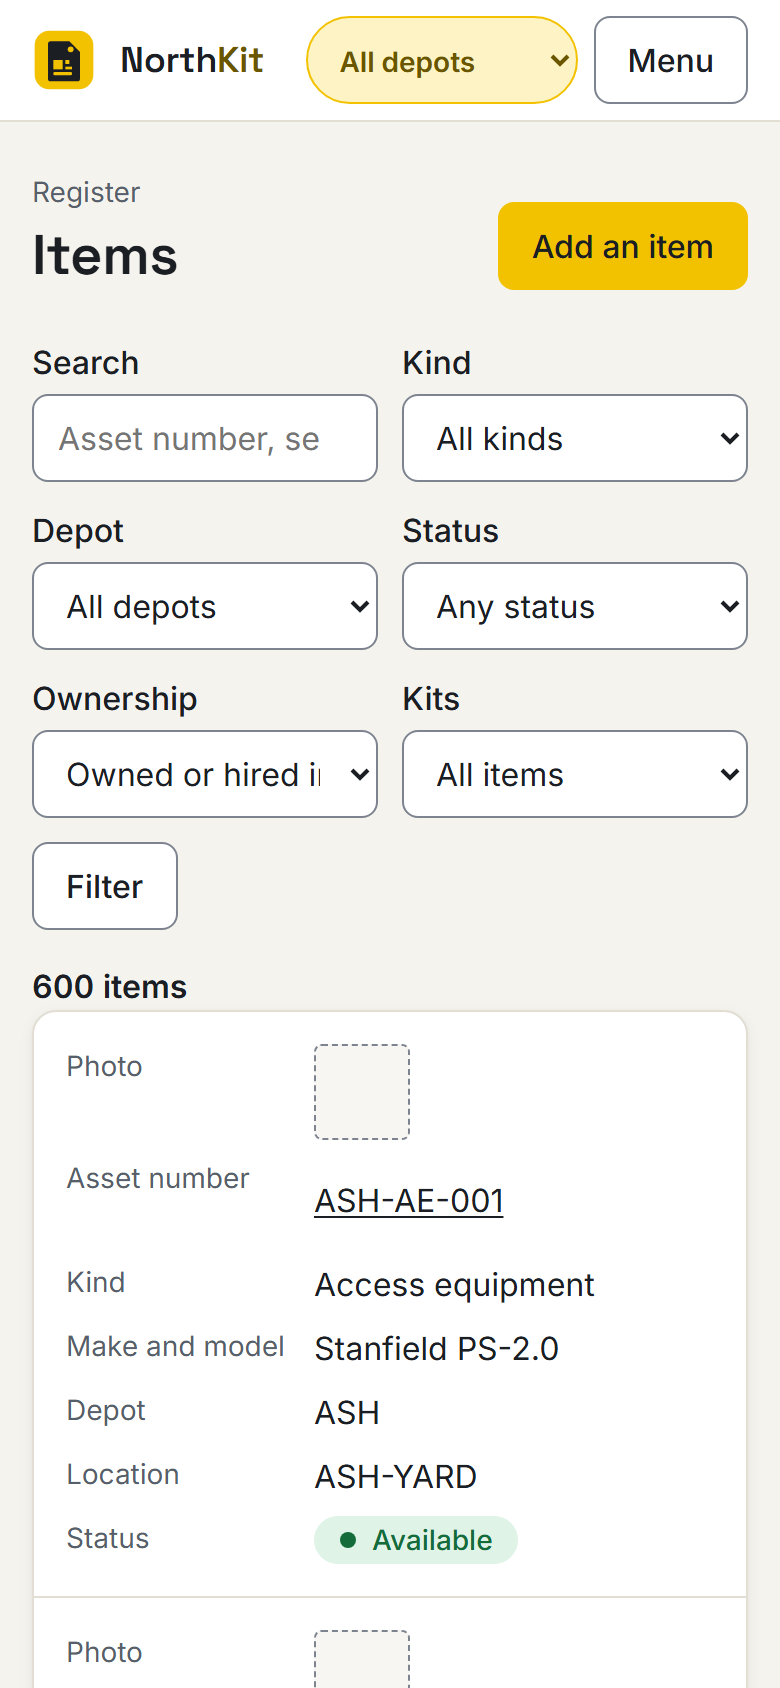 NorthKit
All depots
Menu
Register
Items
Add an item
Search
Kind
Asset number, se
All kinds
Depot
Status
All depots
Any status
Ownership
Kits
Owned or hired i
All items
Filter
600 items
Photo
Asset number
ASH-AE-001
Kind
Access equipment
Make and model
Stanfield PS-2.0
Depot
ASH
Location
ASH-YARD
Status
Available
Photo